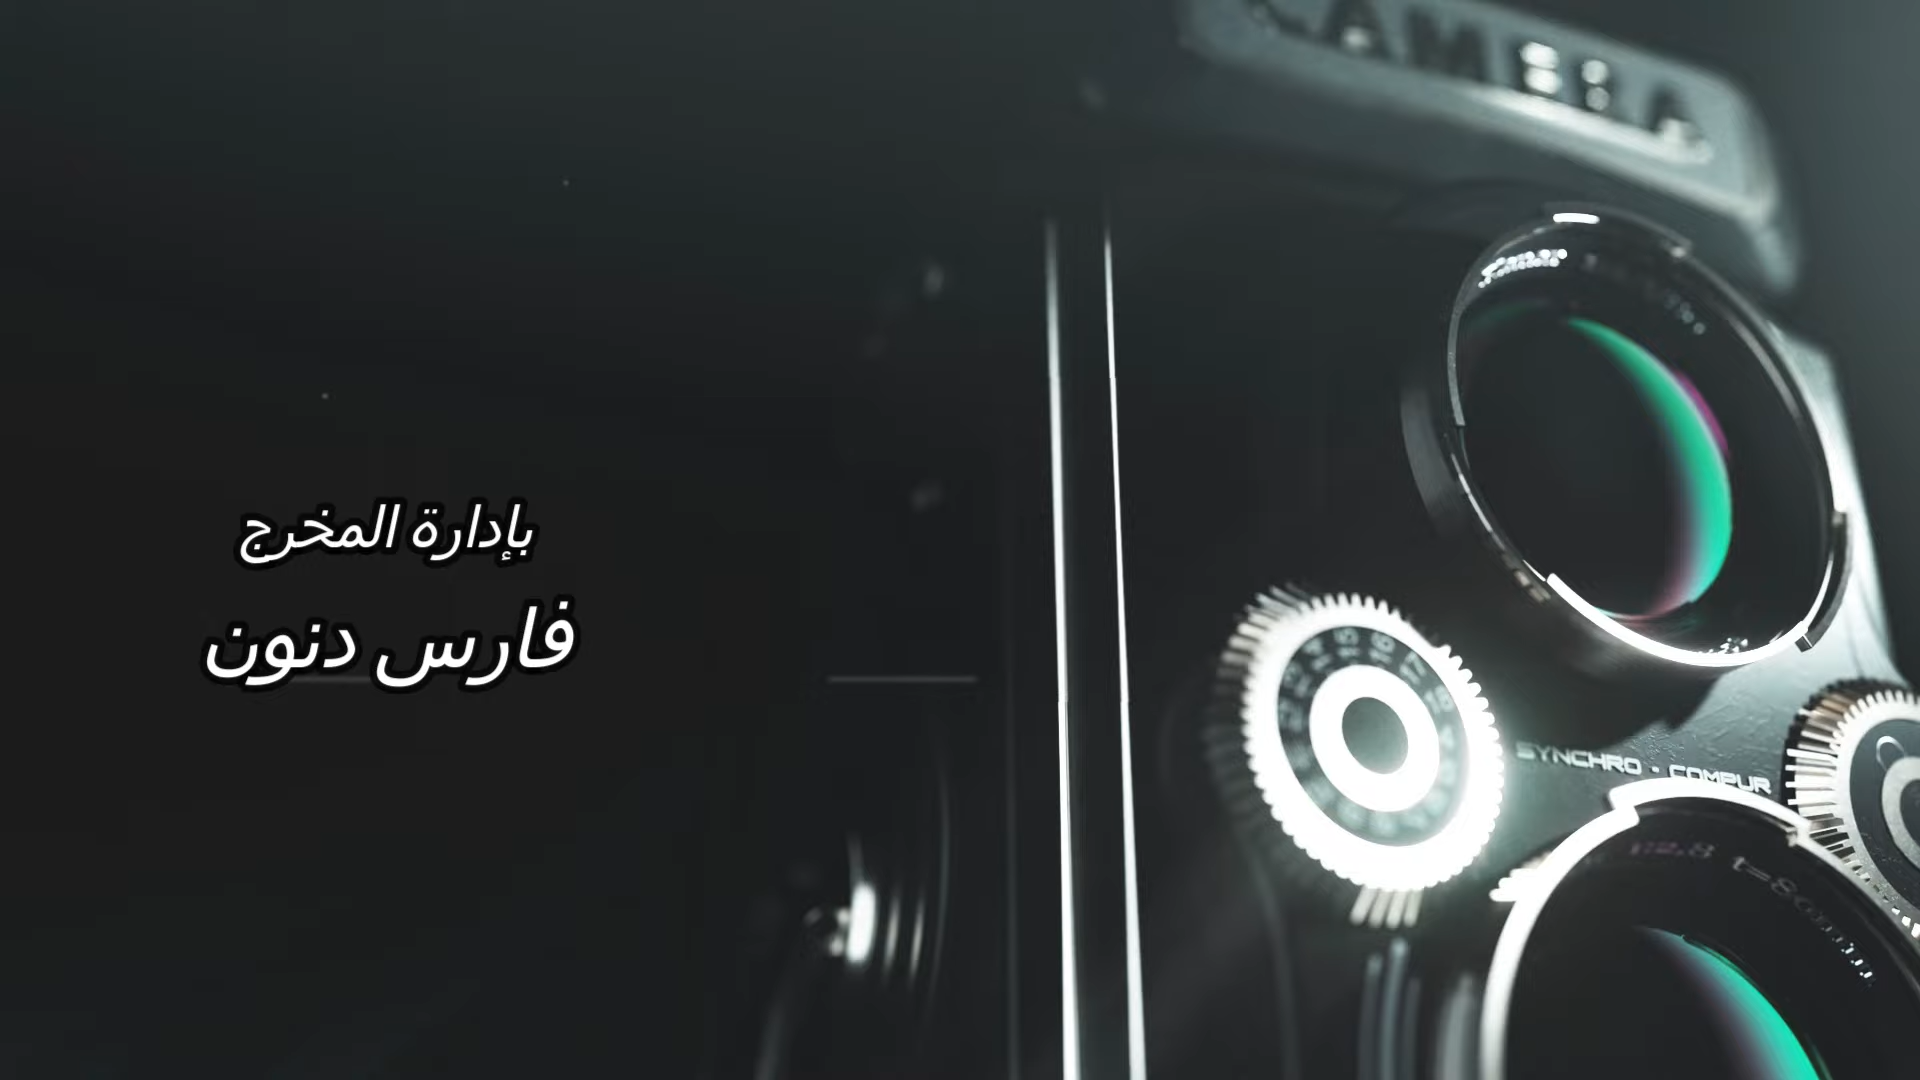 CAMERA
بإدارة المخرج
فارس دنون
SYNCHRO - COMPUR